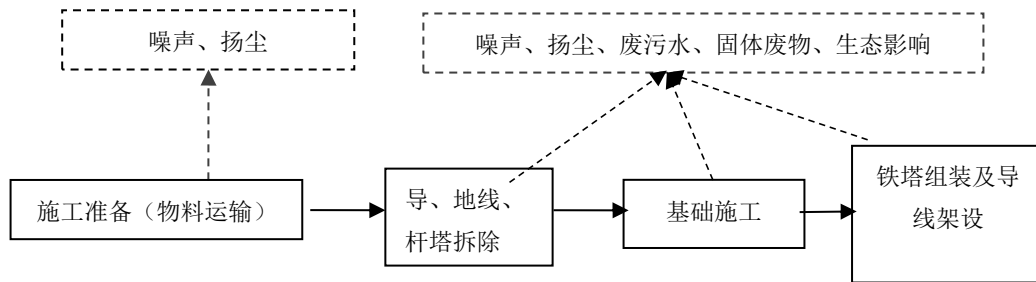 噪声、扬尘
噪声、扬尘、废污水、固体废物、生态影响
施工准备（物料运输）
导、地线、
杆塔拆除
基础施工
铁塔组装及导
线架设